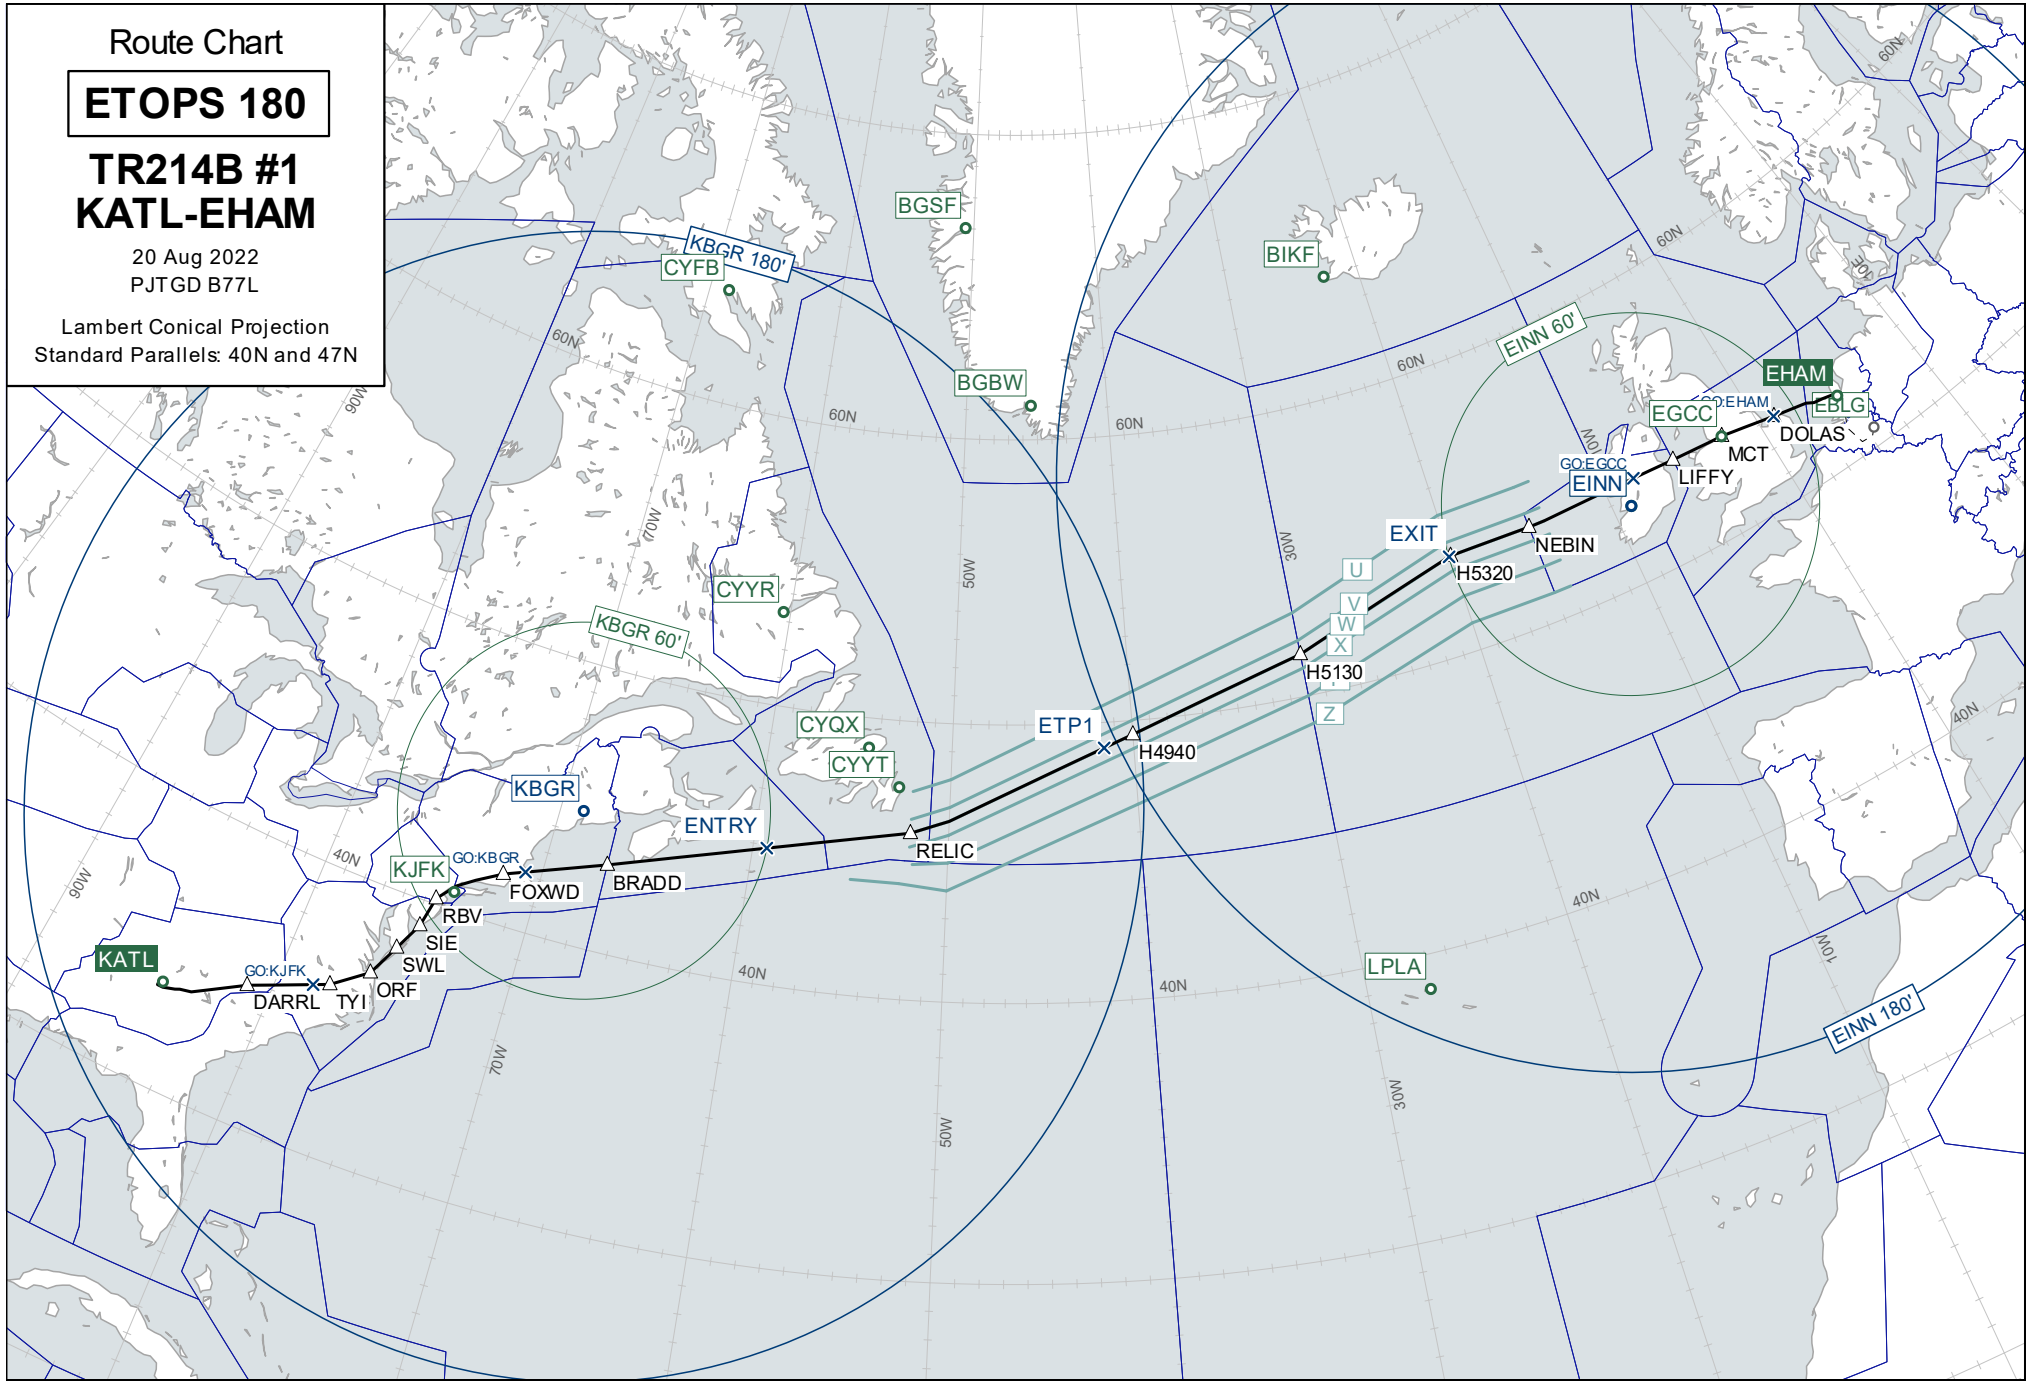 Route Chart
ETOPS 180
TR214B #1
KATL-EHAM
20 Aug 2022
PJTGD B77L
Lambert Conical Projection
Standard Parallels: 40N and 47N
60N
BGSF
KBGR 180'
CYFB
BIKF
60N
30E
60N
EINN 60'
60N
BGBW
60N
60N
90W
EHAM
GO:EHAM
EBLG
EGCC
DOLAS
MCT
LIFFY
GO:EGCC
EINN
EXIT
NEBIN
H5320
70W
50W
30W
U
V
W
X
Z
CYYR
KBGR 60'
H5130
CYQX
CYYT
ETP1
H4940
40N
KBGR
ENTRY
RELIC
40N
90W
KJFK
GO:KBGR
FOXWD
BRADD
RBV
SIE
SWL
ORF
KATL
GO:KJFK
DARRL
TYI
40N
40N
40N
10W
LPLA
EINN 180'
70W
50W
30W